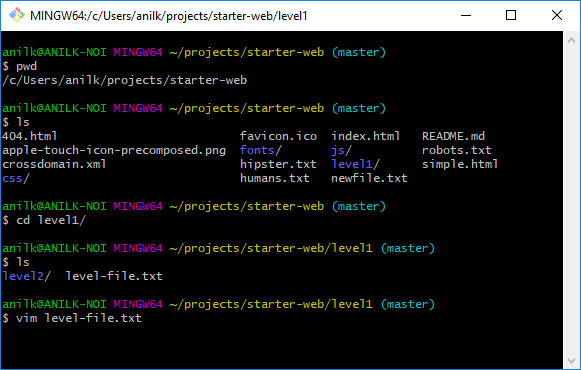 MINGW64:/c/Users/anilk/projects/starter-web/level1
anilk@ANILK-NOI MINGW64 ~/projects/starter-web (master)
$ pwd
/c/Users/anilk/projects/starter-web
anilk@ANILK-NOI MINGW64 ~/projects/starter-web (master)
$ ls
404.html favicon.ico index.html README.md
apple-touch-icon-precomposed.png fonts/ js/ robots.txt
crossdomain.xml hipster.txt level1/ simple.html
css/ humans.txt newfile.txt
anilk@ANILK-NOI MINGW64 ~/projects/starter-web (master)
$ cd level1/
anilk@ANILK-NOI MINGW64 ~/projects/starter-web/level1 (master)
$ ls
level2/ level-file.txt
anilk@ANILK-NOI MINGW64 ~/projects/starter-web/level1 (master)
$ vim level-file.txt